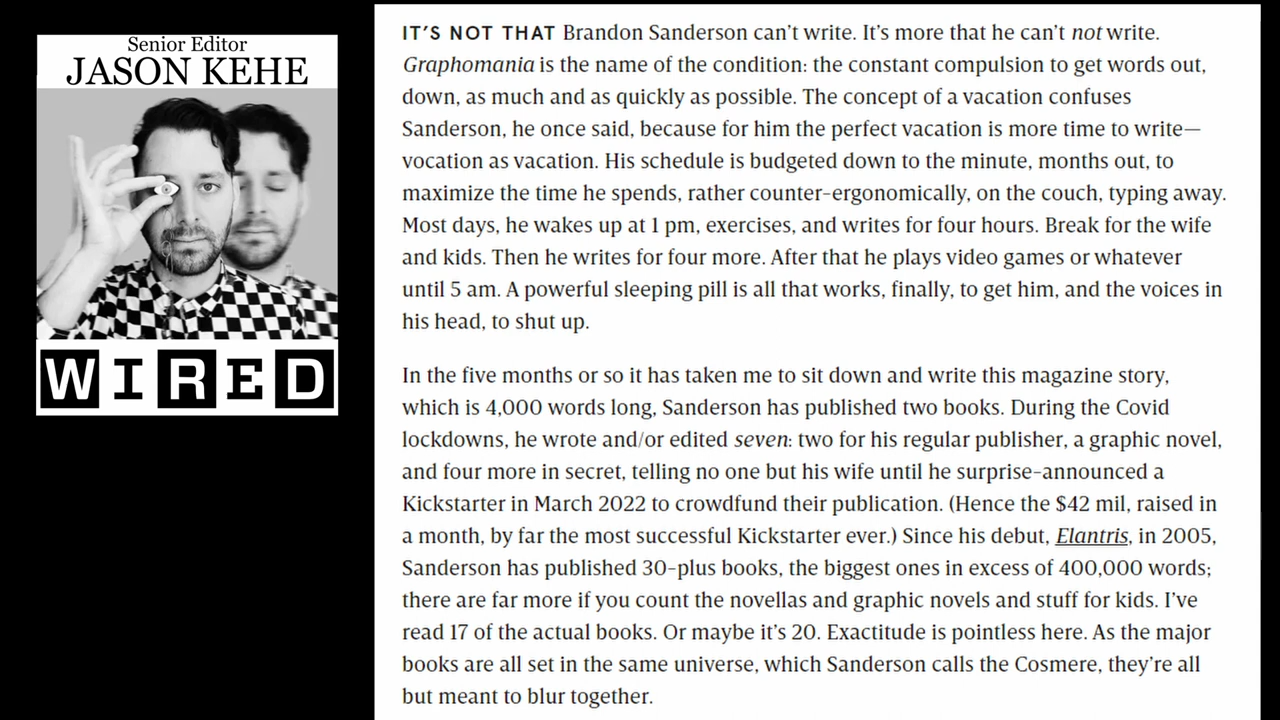 Senior Editor
JASON KEHE
WIRED
IT'S NOT THAT Brandon Sanderson can't write. It's more that he can't not write.
Graphomania is the name of the condition: the constant compulsion to get words out,
down, as much and as quickly as possible. The concept of a vacation confuses
Sanderson, he once said, because for him the perfect vacation is more time to write—
vocation as vacation. His schedule is budgeted down to the minute, months out, to
maximize the time he spends, rather counter-ergonomically, on the couch, typing away.
Most days, he wakes up at 1 pm, exercises, and writes for four hours. Break for the wife
and kids. Then he writes for four more. After that he plays video games or whatever
until 5 am. A powerful sleeping pill is all that works, finally, to get him, and the voices in
his head, to shut up.
In the five months or so it has taken me to sit down and write this magazine story,
which is 4,000 words long, Sanderson has published two books. During the Covid
lockdowns, he wrote and/or edited seven: two for his regular publisher, a graphic novel,
and four more in secret, telling no one but his wife until he surprise-announced a
Kickstarter in March 2022 to crowdfund their publication. (Hence the $42 mil, raised in
a month, by far the most successful Kickstarter ever.) Since his debut, Elantris, in 2005,
Sanderson has published 30-plus books, the biggest ones in excess of 400,000 words;
there are far more if you count the novellas and graphic novels and stuff for kids. I've
read 17 of the actual books. Or maybe it's 20. Exactitude is pointless here. As the major
books are all set in the same universe, which Sanderson calls the Cosmere, they're all
but meant to blur together.